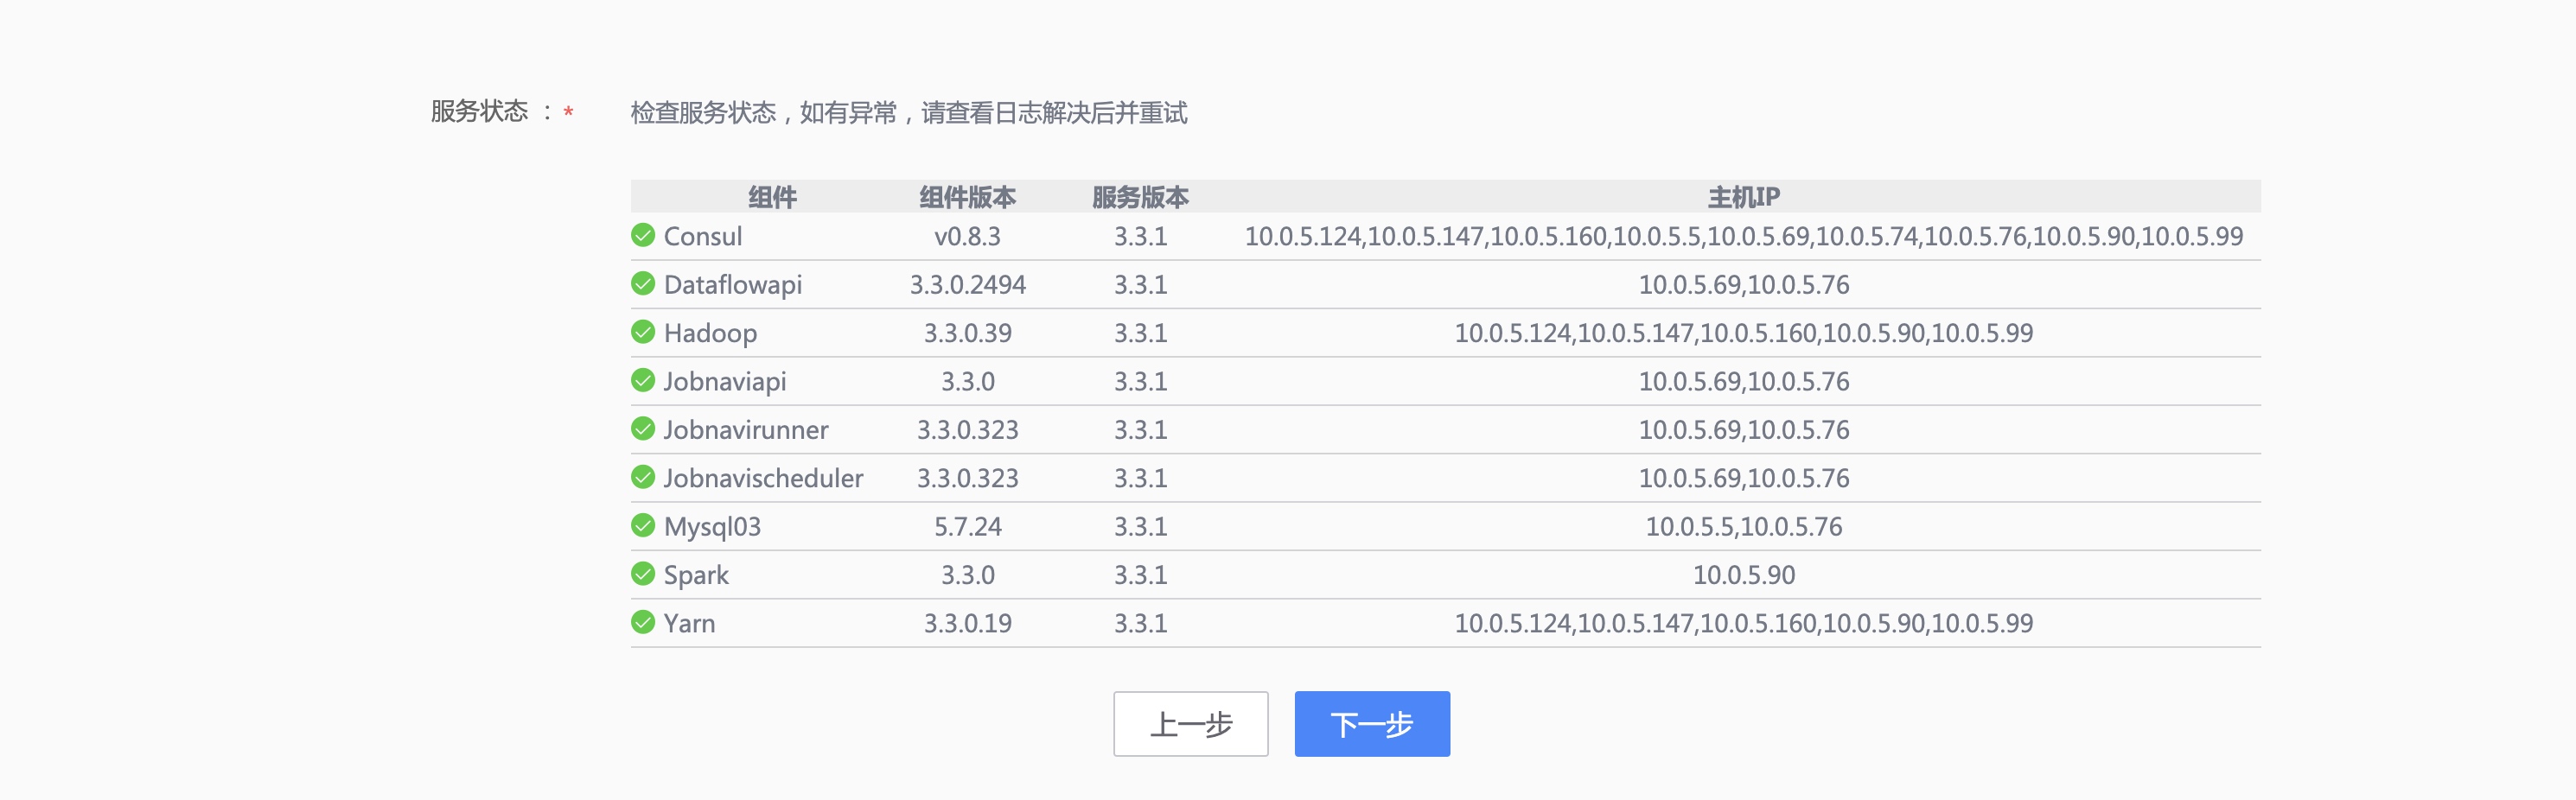 服务状态 ：* 检查服务状态，如有异常，请查看日志解决后并重试
组件 组件版本 服务版本 主机IP
Consul v0.8.3 3.3.1 10.0.5.124,10.0.5.147,10.0.5.160,10.0.5.5,10.0.5.69,10.0.5.74,10.0.5.76,10.0.5.90,10.0.5.99
Dataflowapi 3.3.0.2494 3.3.1 10.0.5.69,10.0.5.76
Hadoop 3.3.0.39 3.3.1 10.0.5.124,10.0.5.147,10.0.5.160,10.0.5.90,10.0.5.99
Jobnaviapi 3.3.0 3.3.1 10.0.5.69,10.0.5.76
Jobnavirunner 3.3.0.323 3.3.1 10.0.5.69,10.0.5.76
Jobnavischeduler 3.3.0.323 3.3.1 10.0.5.69,10.0.5.76
Mysql03 5.7.24 3.3.1 10.0.5.5,10.0.5.76
Spark 3.3.0 3.3.1 10.0.5.90
Yarn 3.3.0.19 3.3.1 10.0.5.124,10.0.5.147,10.0.5.160,10.0.5.90,10.0.5.99
上一步 下一步